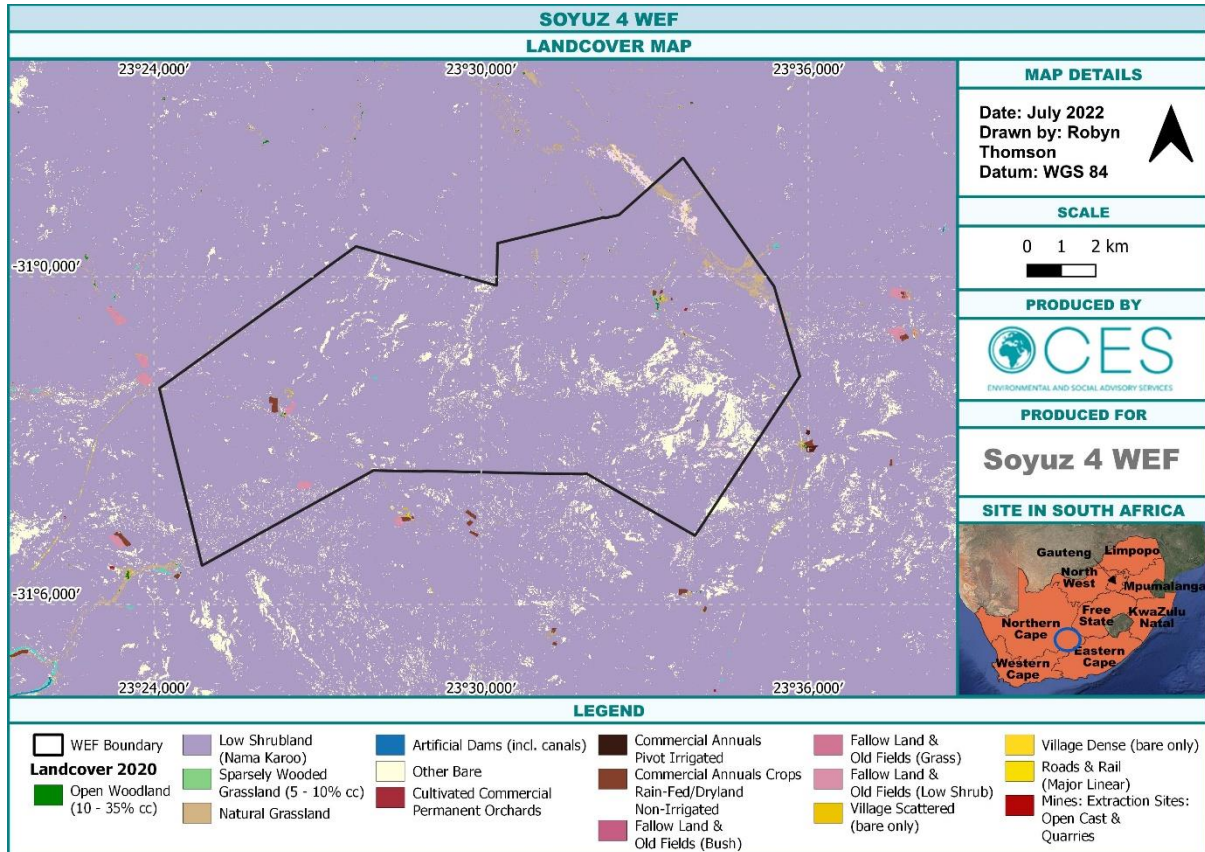 SOYUZ 4 WEF
LANDCOVER MAP
23°24,000′
23°30,000′
23°36,000′
-31°0,000′
-31°6,000′
23°24,000′
23°30,000′
23°36,000′
MAP DETAILS
Date: July 2022
Drawn by: Robyn
Thomson
Datum: WGS 84
SCALE
0 1 2 km
PRODUCED BY
CES
ENVIRONMENTAL AND SOCIAL ADVISORY SERVICES
PRODUCED FOR
Soyuz 4 WEF
SITE IN SOUTH AFRICA
Limpopo
Gauteng
North
West
Mpumalanga
Free
State
KwaZulu
Natal
Northern
Cape
Eastern
Cape
Western
Cape
LEGEND
WEF Boundary
Landcover 2020
Open Woodland
(10 - 35% cc)
Low Shrubland
(Nama Karoo)
Sparsely Wooded
Grassland (5 - 10% cc)
Natural Grassland
Artificial Dams (incl. canals)
Other Bare
Cultivated Commercial
Permanent Orchards
Commercial Annuals
Pivot Irrigated
Commercial Annuals Crops
Rain-Fed/Dryland
Non-Irrigated
Fallow Land &
Old Fields (Bush)
Fallow Land &
Old Fields (Grass)
Fallow Land &
Old Fields (Low Shrub)
Village Scattered
(bare only)
Village Dense (bare only)
Roads & Rail
(Major Linear)
Mines: Extraction Sites:
Open Cast &
Quarries